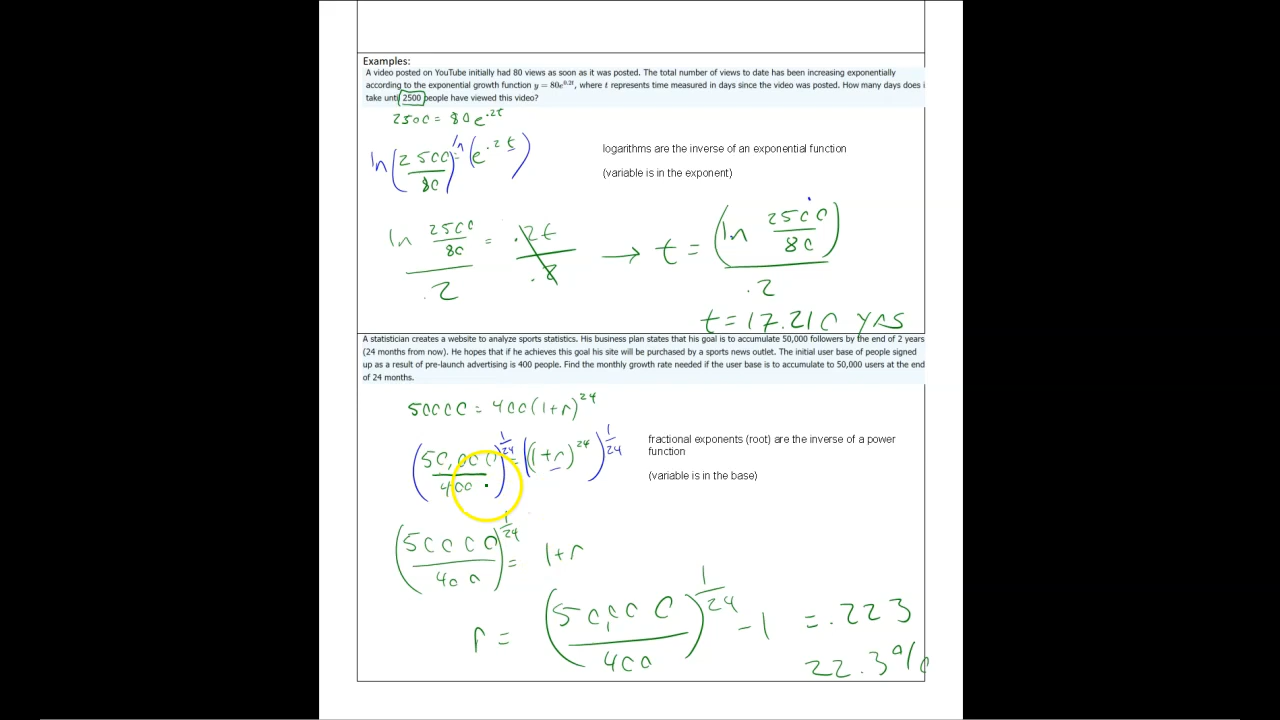 Examples:
A video posted on YouTube initially had 80 views as soon as it was posted. The total number of views to date has been increasing exponentially
according to the exponential growth function y = 80e^0.2t, where t represents time measured in days since the video was posted. How many days does i
take until 2500 people have viewed this video?
2500 = 80e^.2t
ln(2500/80) = ln(e^.2t)
logarithms are the inverse of an exponential function
(variable is in the exponent)
ln 2500/80 / .2 = .2t/.2 → t = (ln 2500/80) / .2
t = 17.210 yrs
A statistician creates a website to analyze sports statistics. His business plan states that his goal is to accumulate 50,000 followers by the end of 2 years
(24 months from now). He hopes that if he achieves this goal his site will be purchased by a sports news outlet. The initial user base of people signed
up as a result of pre-launch advertising is 400 people. Find the monthly growth rate needed if the user base is to accumulate to 50,000 users at the end
of 24 months.
50000 = 400(1+r)^24
(50,000/400)^1/24 = ((1+r)^24)^1/24
fractional exponents (root) are the inverse of a power
function
(variable is in the base)
(50000/400)^1/24 = 1+r
r = (50,000/400)^1/24 - 1 = .223
22.3%